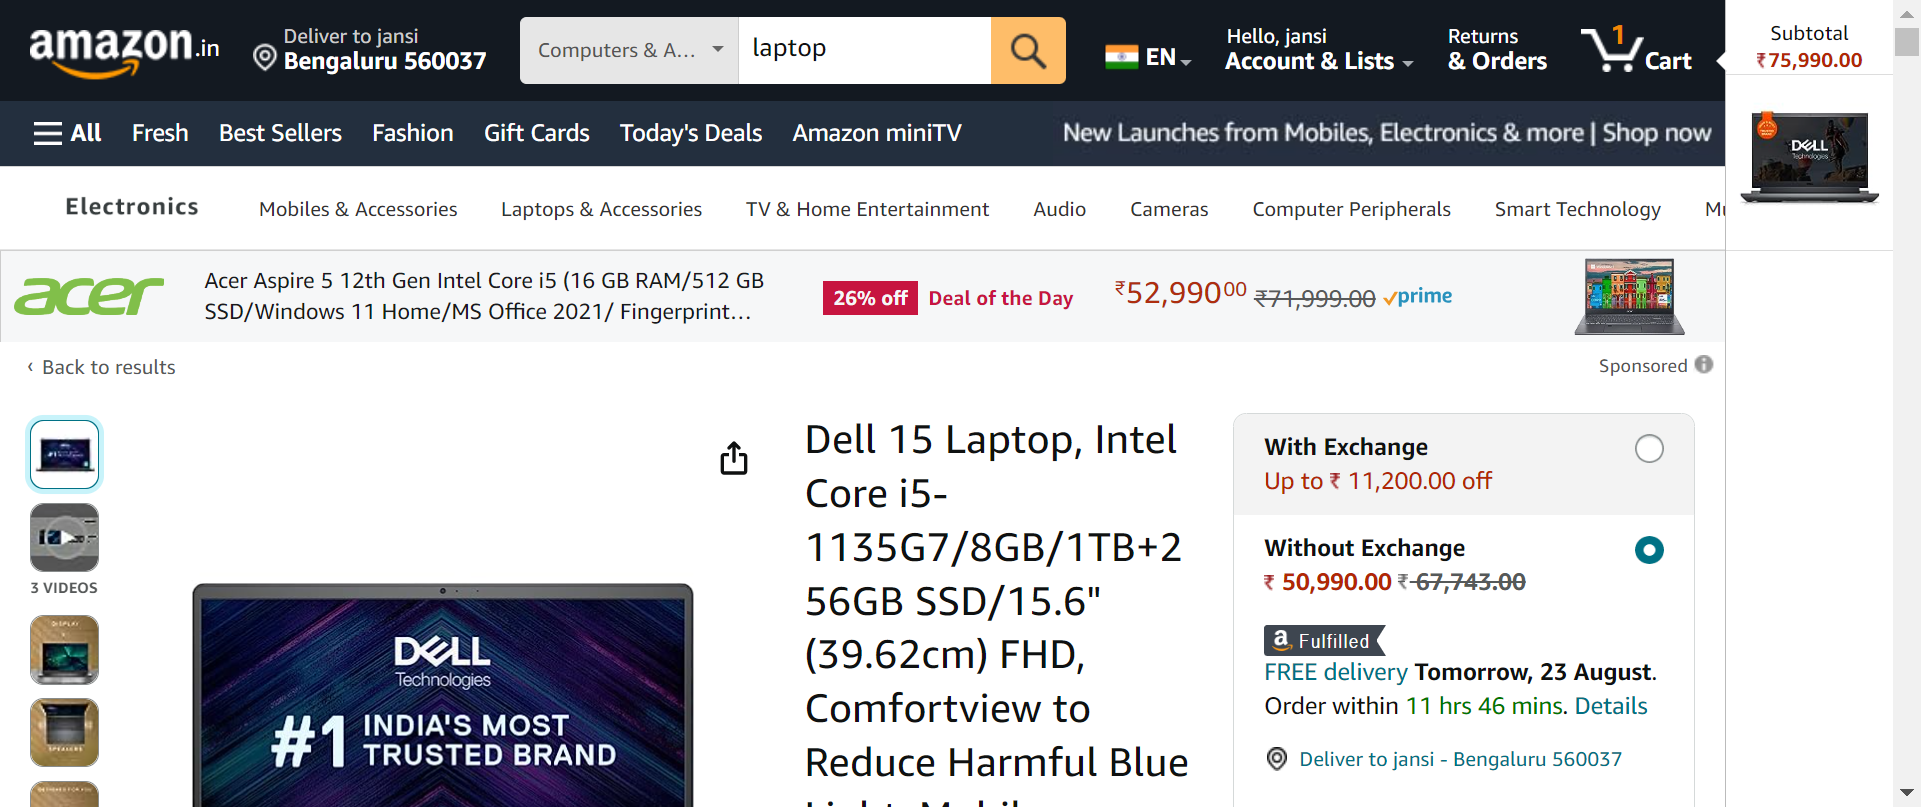 amazon.in
Deliver to jansi
Bengaluru 560037
Computers & A...
laptop
EN
Hello, jansi
Account & Lists
Returns
& Orders
1
Cart
Subtotal
₹75,990.00
All
Fresh
Best Sellers
Fashion
Gift Cards
Today's Deals
Amazon miniTV
New Launches from Mobiles, Electronics & more | Shop now
DELL
Technologies
Electronics
Mobiles & Accessories
Laptops & Accessories
TV & Home Entertainment
Audio
Cameras
Computer Peripherals
Smart Technology
acer
Acer Aspire 5 12th Gen Intel Core i5 (16 GB RAM/512 GB
SSD/Windows 11 Home/MS Office 2021/ Fingerprint...
26% off
Deal of the Day
₹52,99000
₹71,999.00
prime
‹ Back to results
Sponsored
3 VIDEOS
DISPLAY
SPEAKERS
DELL
Technologies
#1 INDIA'S MOST
TRUSTED BRAND
Dell 15 Laptop, Intel
Core i5-
1135G7/8GB/1TB+2
56GB SSD/15.6"
(39.62cm) FHD,
Comfortview to
Reduce Harmful Blue
With Exchange
Up to ₹ 11,200.00 off
Without Exchange
₹ 50,990.00 ₹ 67,743.00
a Fulfilled
FREE delivery Tomorrow, 23 August.
Order within 11 hrs 46 mins. Details
Deliver to jansi - Bengaluru 560037